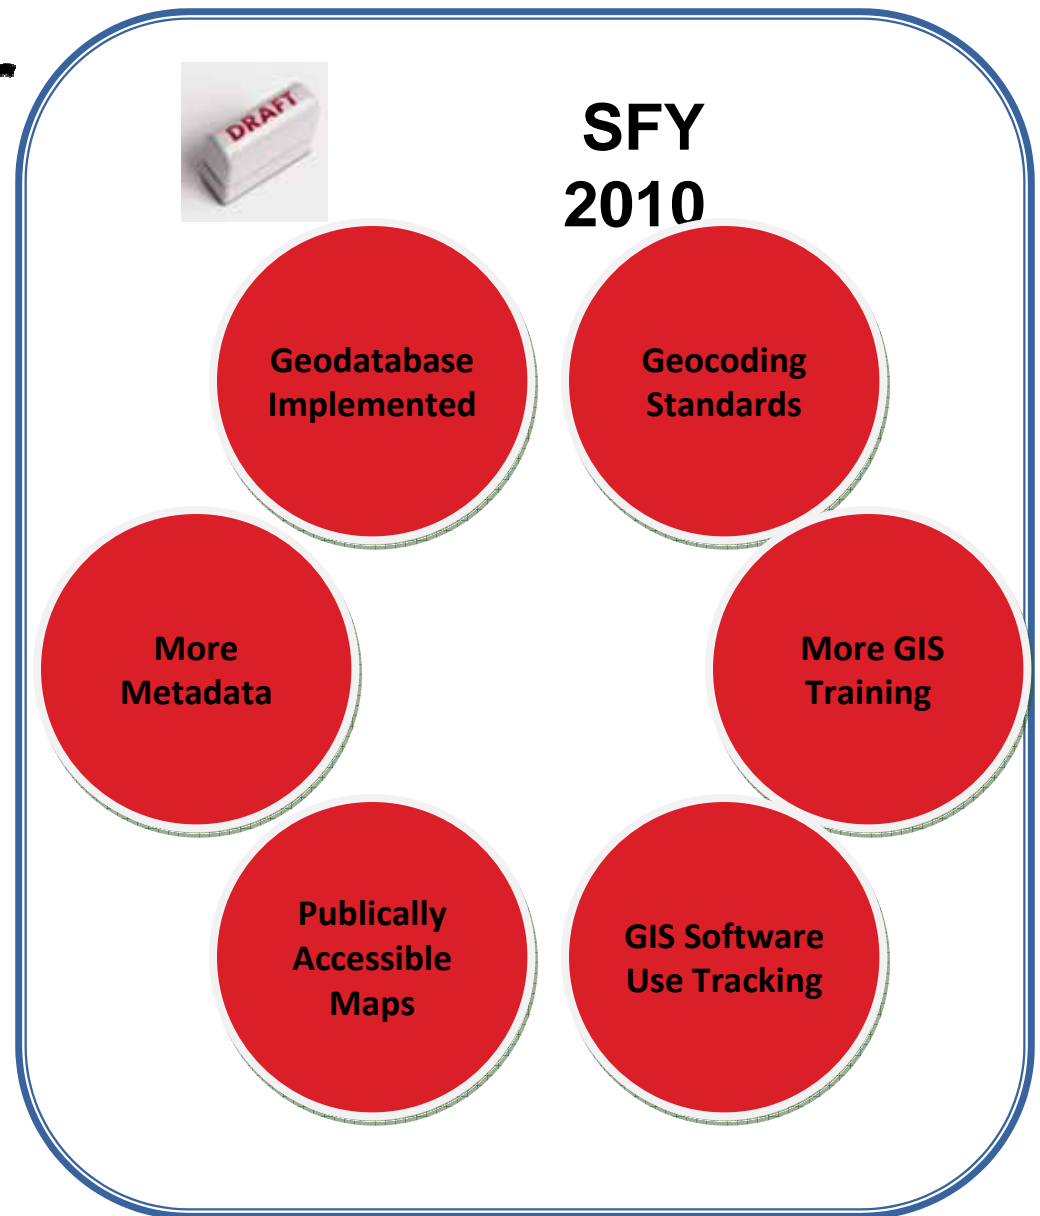 DRAFT
SFY
2010
Geodatabase
Implemented
Geocoding
Standards
More
Metadata
More GIS
Training
Publically
Accessible
Maps
GIS Software
Use Tracking